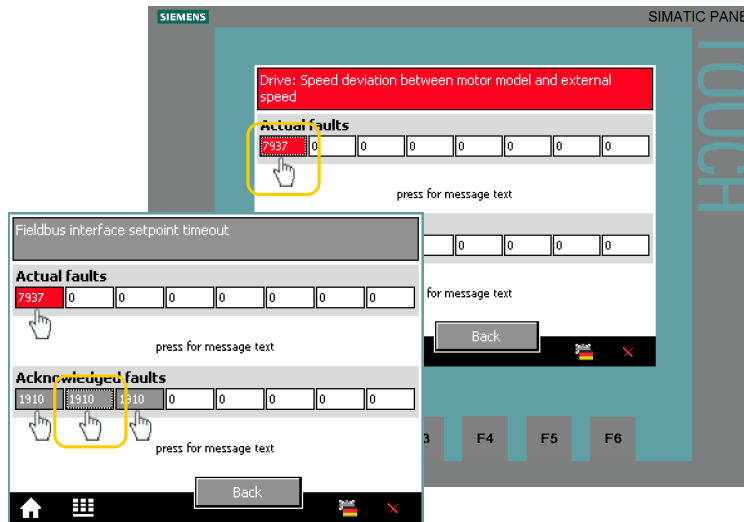 SIEMENS
SIMATIC PANE
TOUCH
Drive: Speed deviation between motor model and external
speed
Actual faults
7937 0 0 0 0 0 0 0
press for message text
0 0 0 0
for message text
Back
3 F4 F5 F6
Fieldbus interface setpoint timeout
Actual faults
7937 0 0 0 0 0 0 0
press for message text
Acknowledged faults
1910 1910 1910 0 0 0 0 0
press for message text
Back